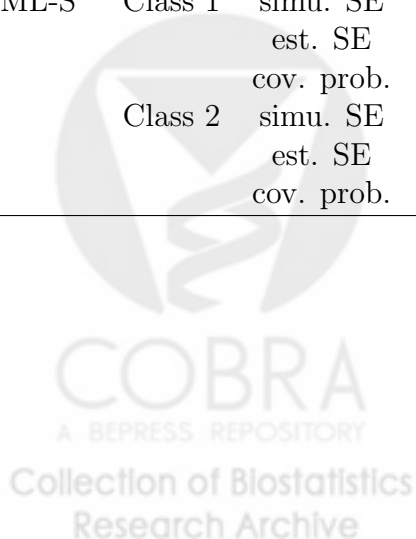 ML-S Class 1 simu. SE
est. SE
cov. prob.
Class 2 simu. SE
est. SE
cov. prob.
COBRA
A BEPRESS REPOSITORY
Collection of Biostatistics
Research Archive